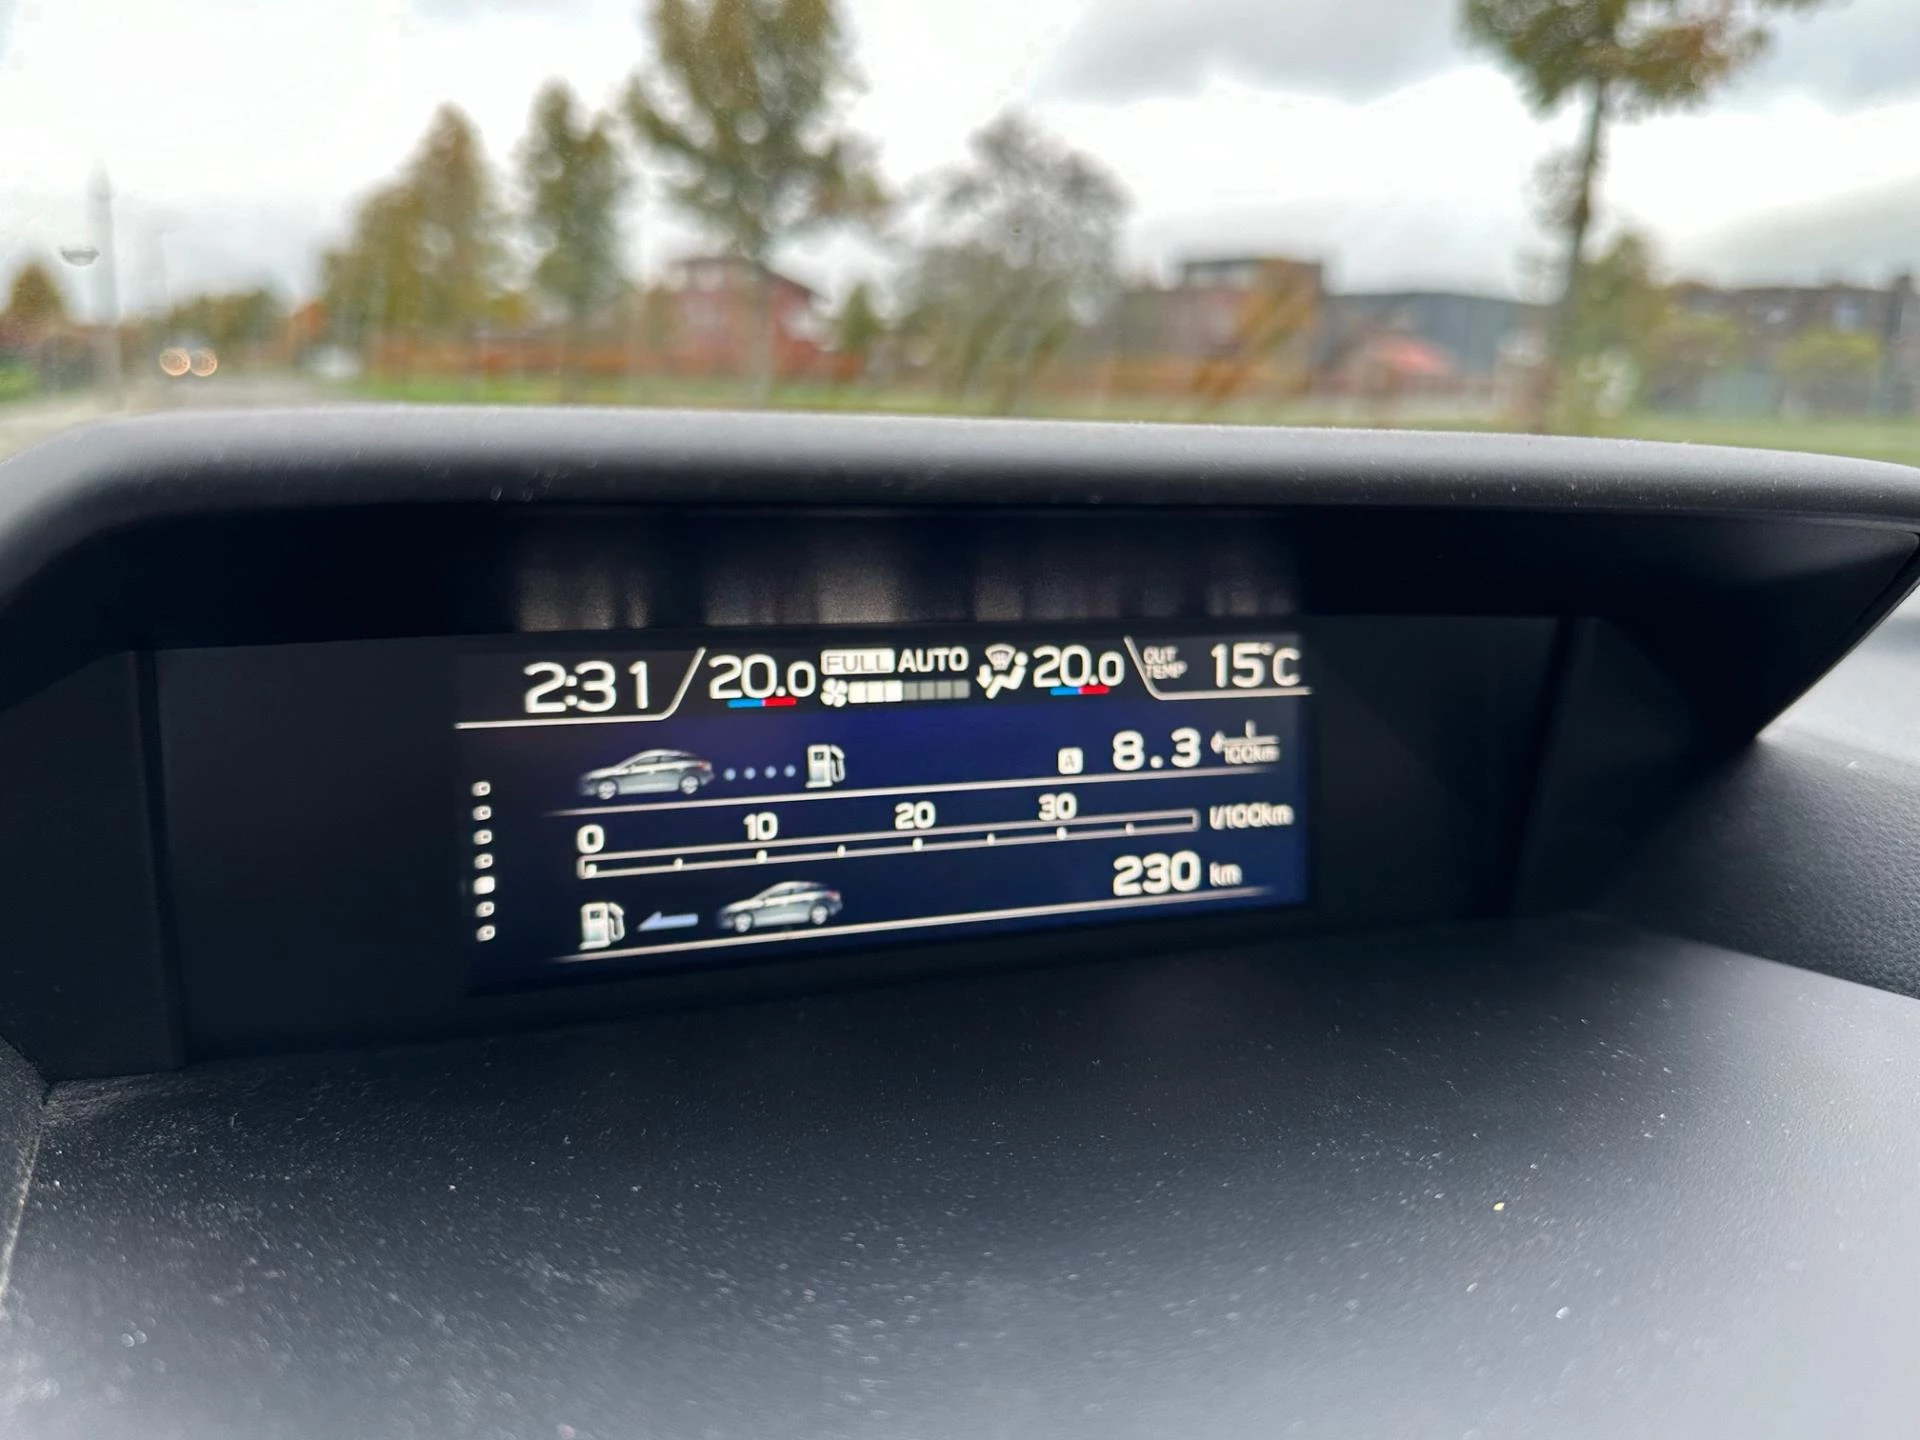 2:31 20.0 FULL AUTO 20.0 OUT TEMP 15°C
A 8.3 l/100km
0 10 20 30 l/100km
230 km